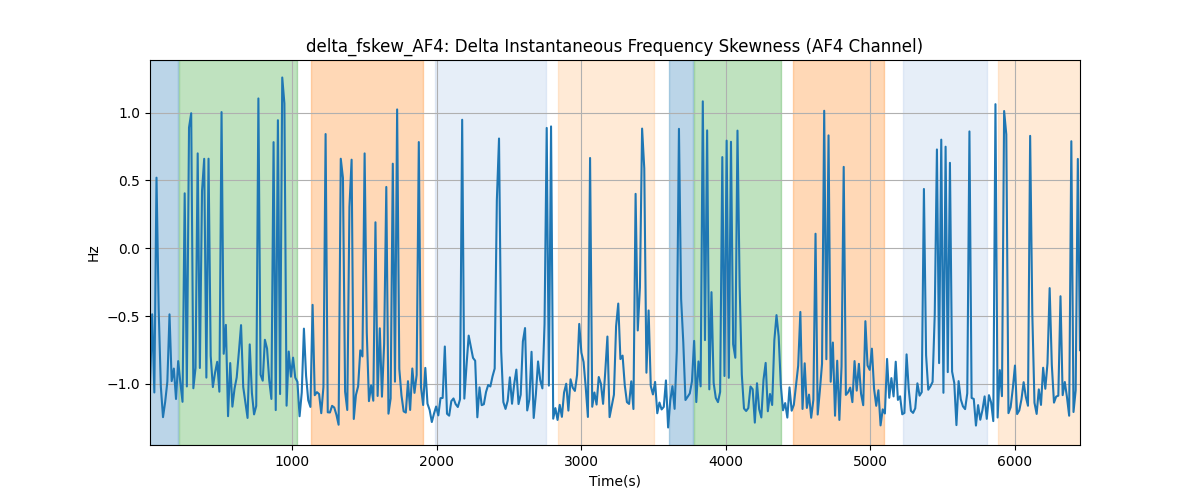 delta_fskew_AF4: Delta Instantaneous Frequency Skewness (AF4 Channel)
1.0
0.5
0.0
−0.5
−1.0
Hz
1000 2000 3000 4000 5000 6000
Time(s)